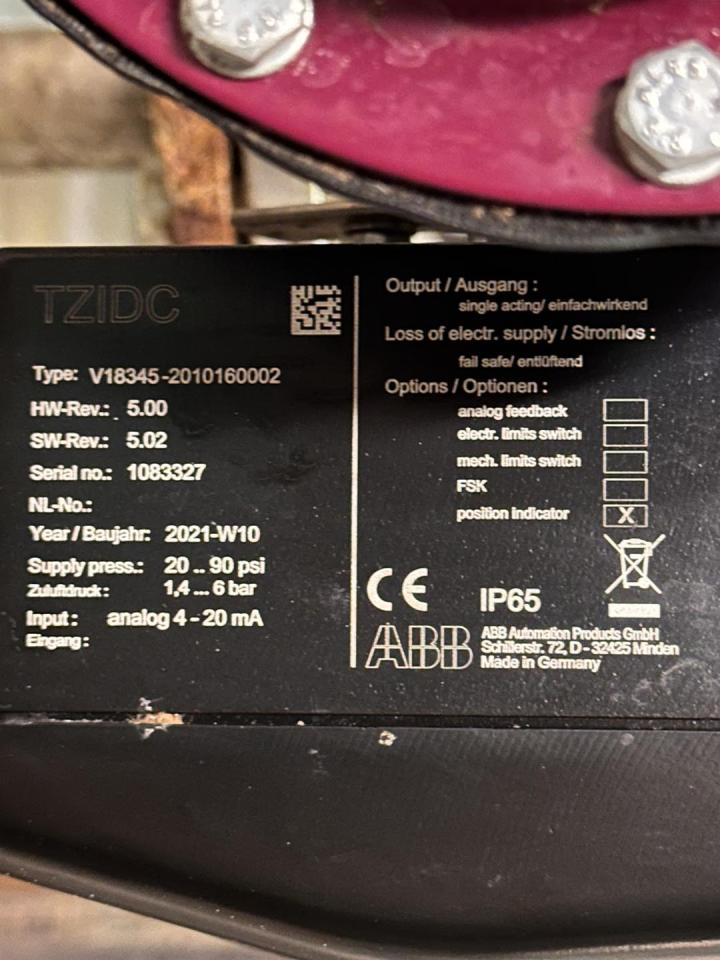 TZIDC
Type: V18345-2010160002
HW-Rev.: 5.00
SW-Rev.: 5.02
Serial no.: 1083327
NL-No.:
Year / Baujahr: 2021-W10
Supply press.: 20 .. 90 psi
Zuluftdruck: 1,4 ... 6 bar
Input: analog 4 - 20 mA
Eingang:
Output / Ausgang :
single acting/ einfachwirkend
Loss of electr. supply / Stromlos :
fail safe/ entlüftend
Options / Optionen :
analog feedback
electr. limits switch
mech. limits switch
FSK
position indicator X
CE IP65
ABB
ABB Automation Products GmbH
Schillerstr. 72, D - 32425 Minden
Made in Germany